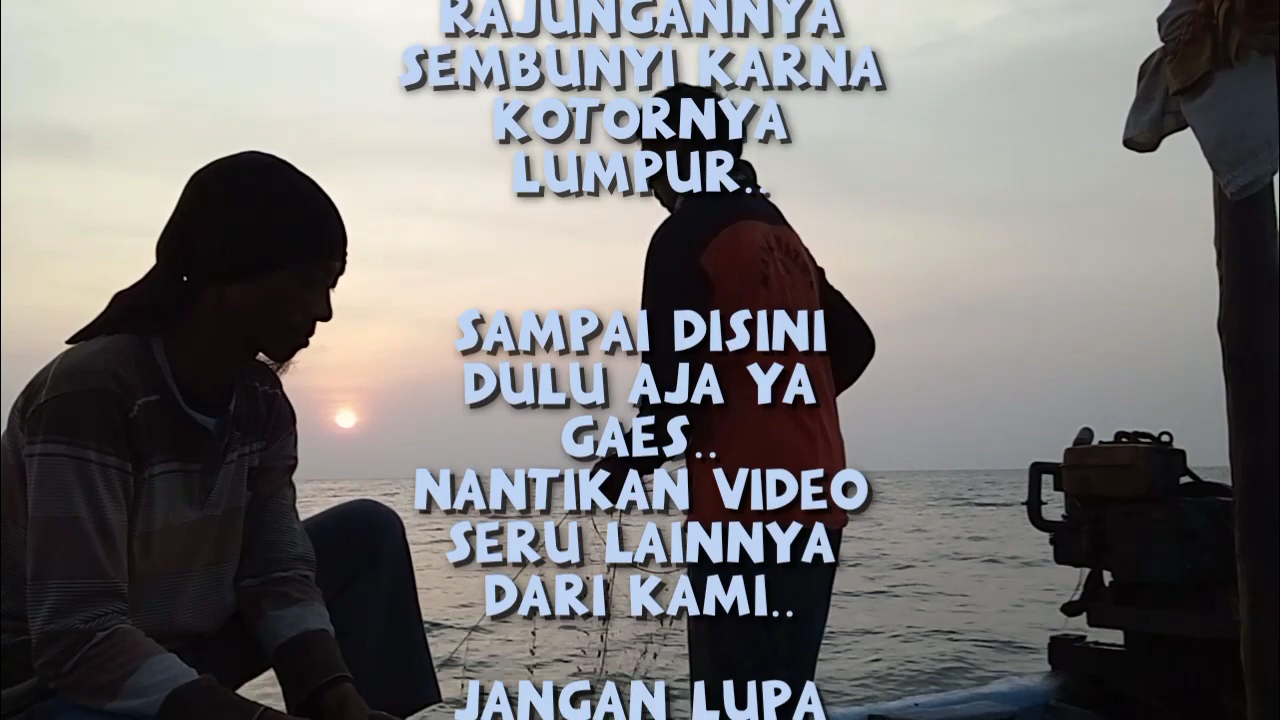 RAJUNGANNYA
SEMBUNYI KARNA
KOTORNYA
LUMPUR..
SAMPAI DISINI
DULU AJA YA
GAES..
NANTIKAN VIDEO
SERU LAINNYA
DARI KAMI..
JANGAN LUPA